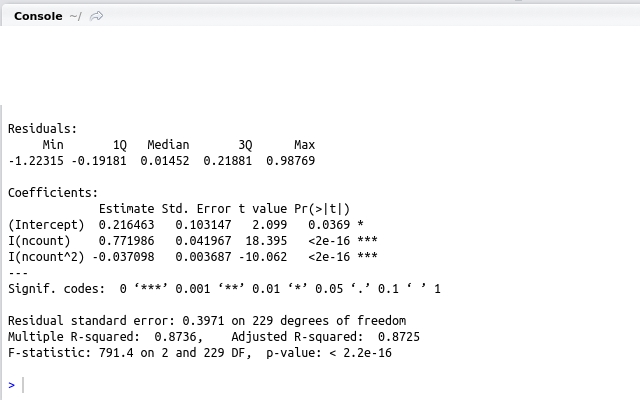 Console ~/
Residuals:
     Min       1Q   Median       3Q      Max
-1.22315 -0.19181  0.01452  0.21881  0.98769
Coefficients:
             Estimate Std. Error t value Pr(>|t|)
(Intercept)  0.216463   0.103147   2.099   0.0369 *
I(ncount)    0.771986   0.041967  18.395   <2e-16 ***
I(ncount^2) -0.037098   0.003687 -10.062   <2e-16 ***
---
Signif. codes:  0 ‘***’ 0.001 ‘**’ 0.01 ‘*’ 0.05 ‘.’ 0.1 ‘ ’ 1
Residual standard error: 0.3971 on 229 degrees of freedom
Multiple R-squared:  0.8736,    Adjusted R-squared:  0.8725
F-statistic: 791.4 on 2 and 229 DF,  p-value: < 2.2e-16
>